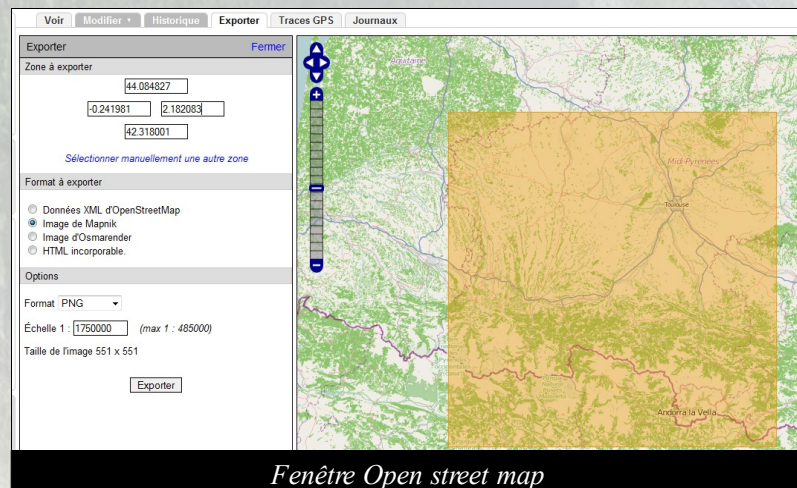 Voir Modifier Historique Exporter Traces GPS Journaux
Exporter Fermer
Zone à exporter
44.084827
-0.241981 2.182083
42.318001
Sélectionner manuellement une autre zone
Format à exporter
Données XML d'OpenStreetMap
Image de Mapnik
Image d'Osmarender
HTML incorporable.
Options
Format PNG
Échelle 1 : 1750000 (max 1 : 485000)
Taille de l'image 551 x 551
Exporter
Aquitaine
Midi-Pyrénées
Toulouse
Andorra la Vella
Fenêtre Open street map